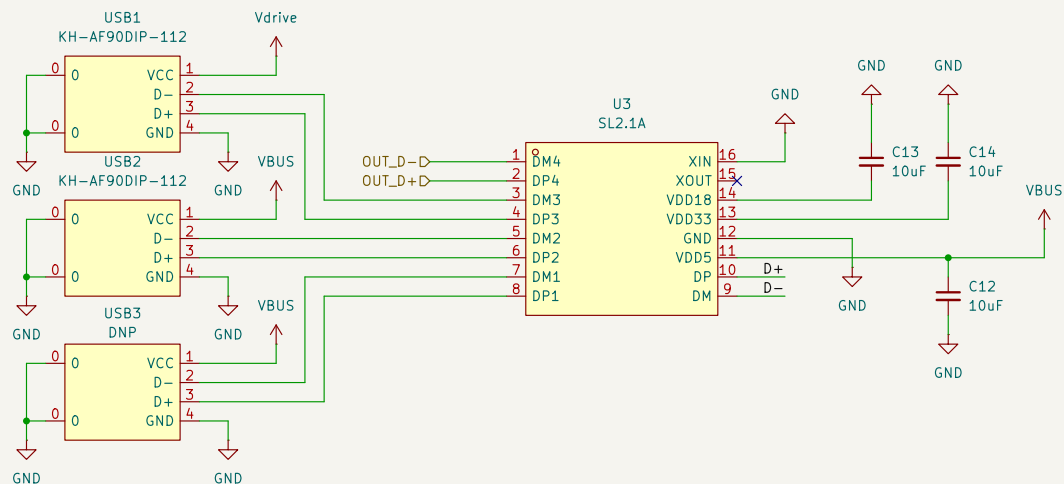 USB1
KH-AF90DIP-112
0 0 VCC 1
D- 2
D+ 3
0 0 GND 4
Vdrive
GND
GND
USB2
KH-AF90DIP-112
0 0 VCC 1
D- 2
D+ 3
0 0 GND 4
VBUS
GND
GND
USB3
DNP
0 0 VCC 1
D- 2
D+ 3
0 0 GND 4
VBUS
GND
GND
U3
SL2.1A
OUT_D- 1 DM4
OUT_D+ 2 DP4
3 DM3
4 DP3
5 DM2
6 DP2
7 DM1
8 DP1
XIN 16
XOUT 15
VDD18 14
VDD33 13
GND 12
VDD5 11
DP 10 D+
DM 9 D-
GND
GND
GND
C13
10uF
C14
10uF
VBUS
GND
C12
10uF
GND